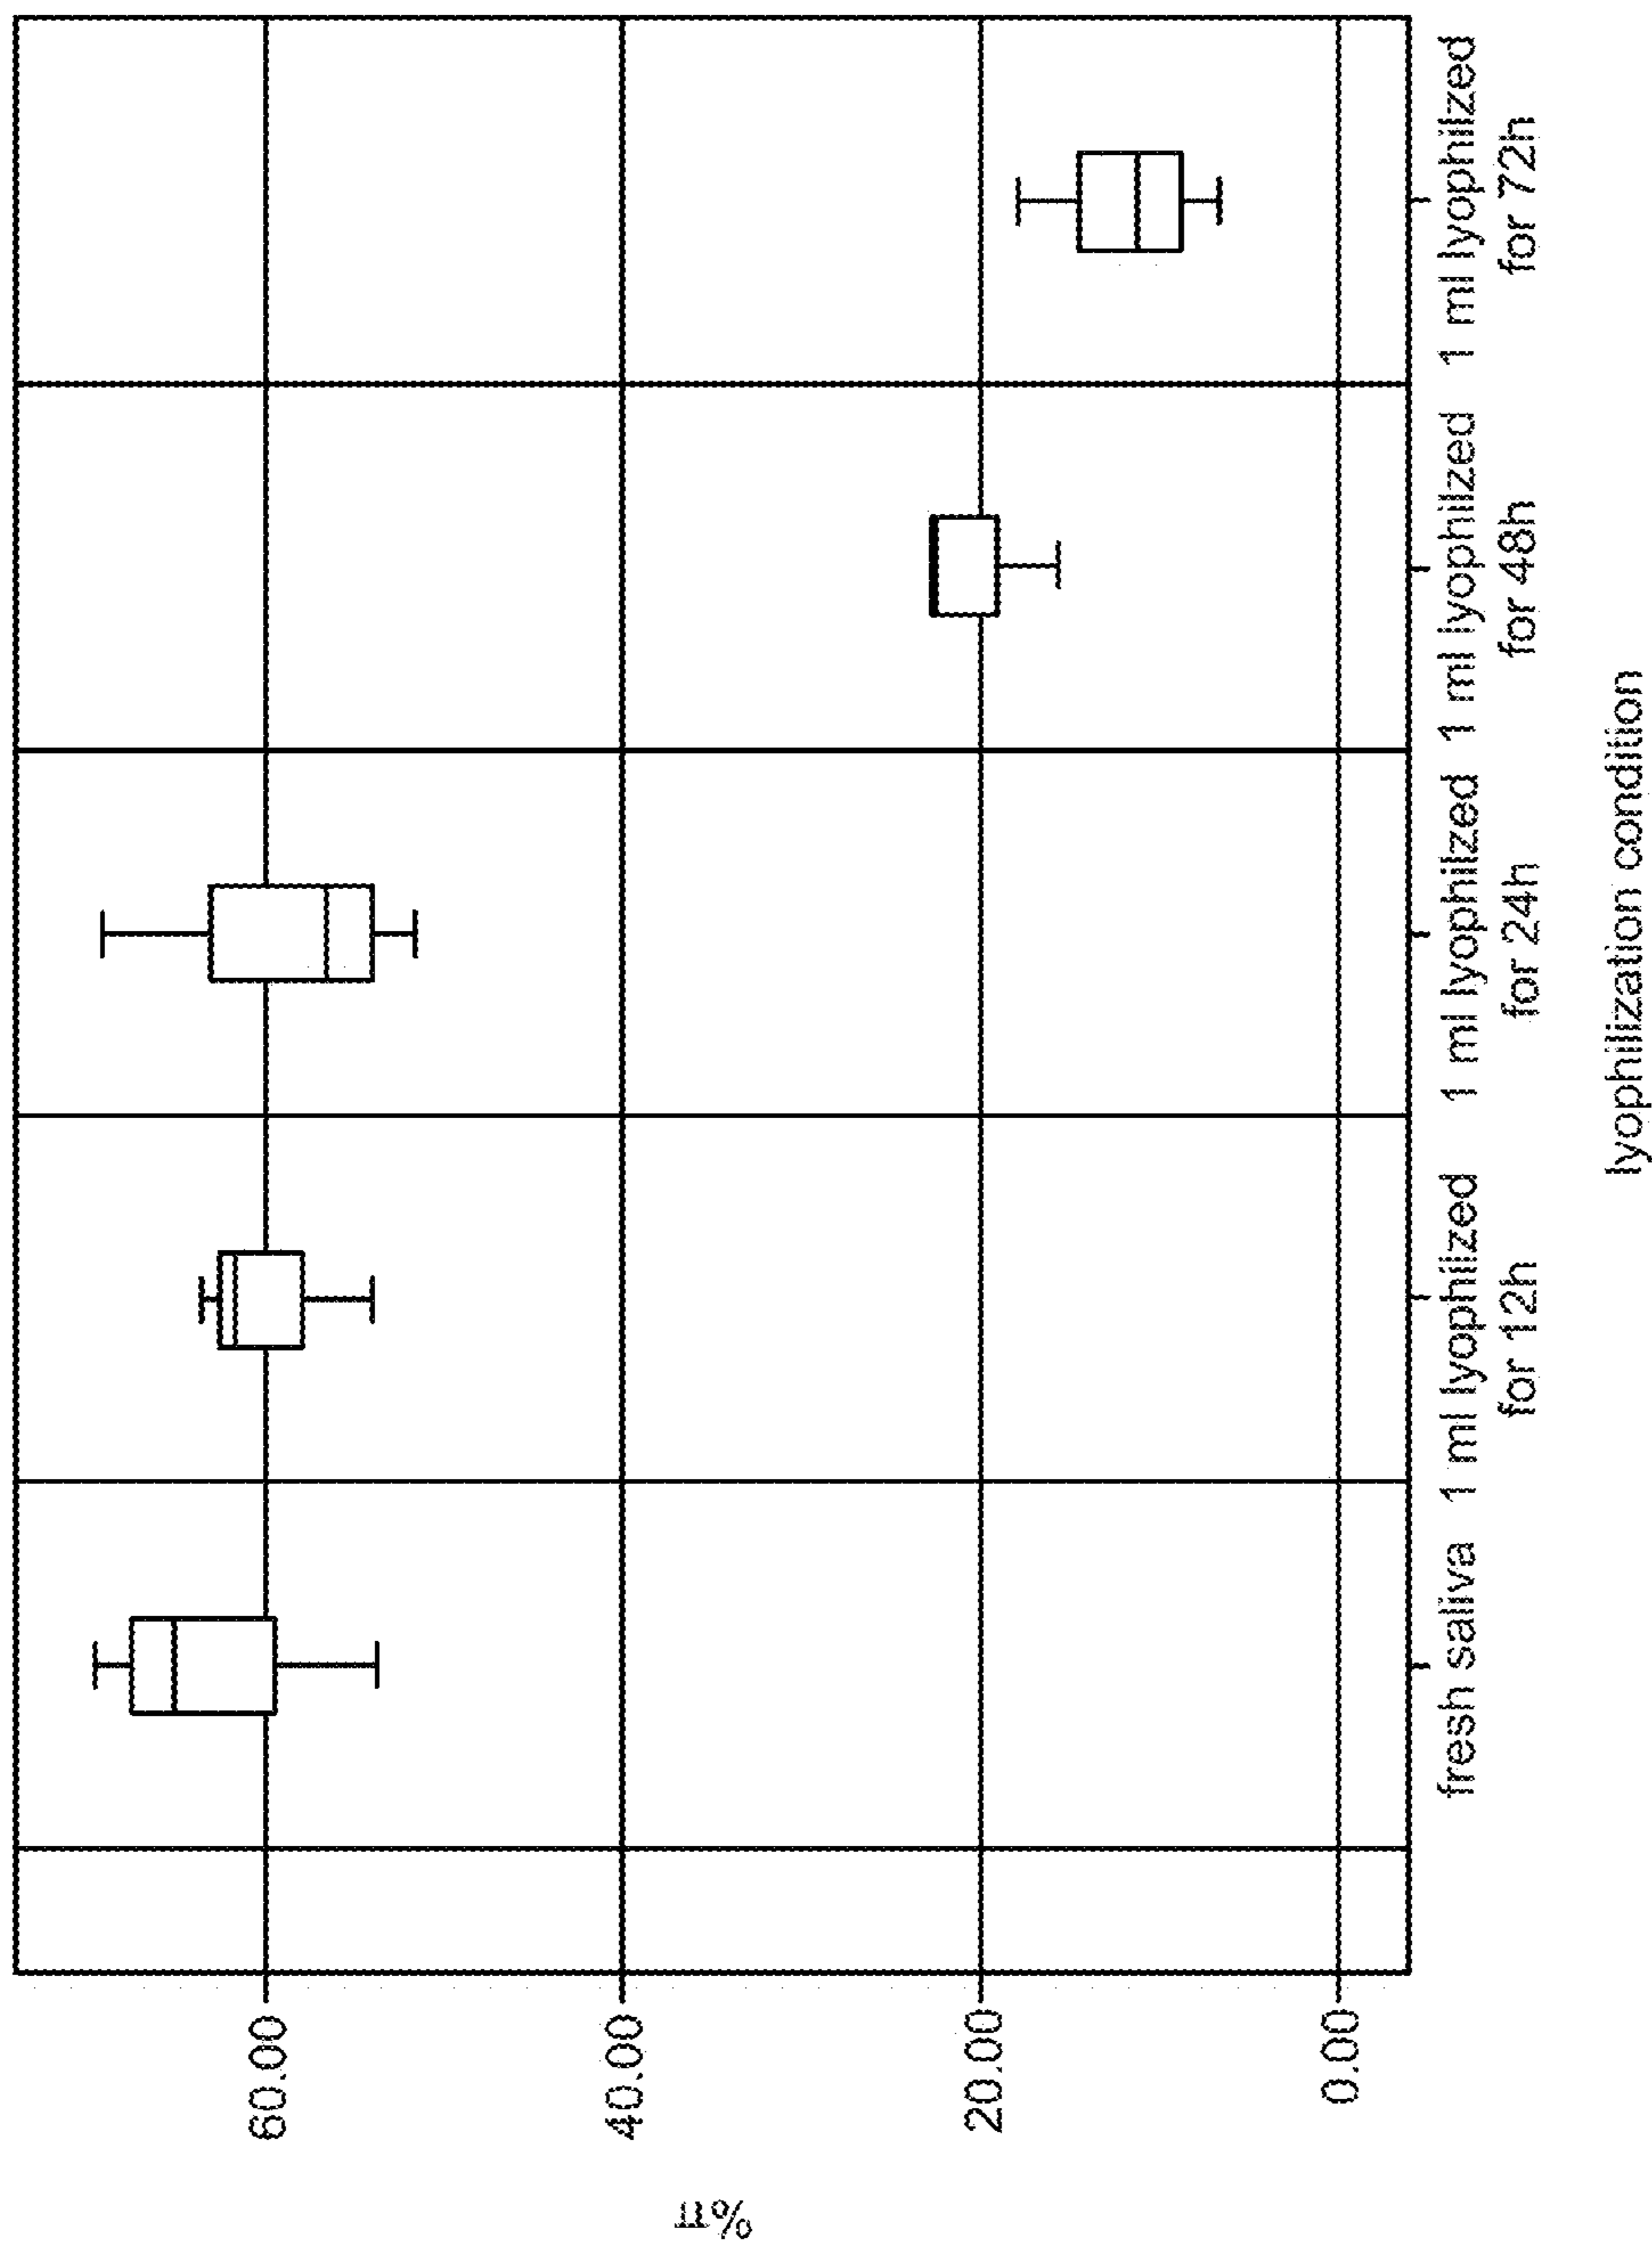 %π
60.00
40.00
20.00
0.00
fresh saliva
1 ml lyophilized
for 12h
1 ml lyophilized
for 24h
1 ml lyophilized
for 48h
1 ml lyophilized
for 72h
lyophilization condition